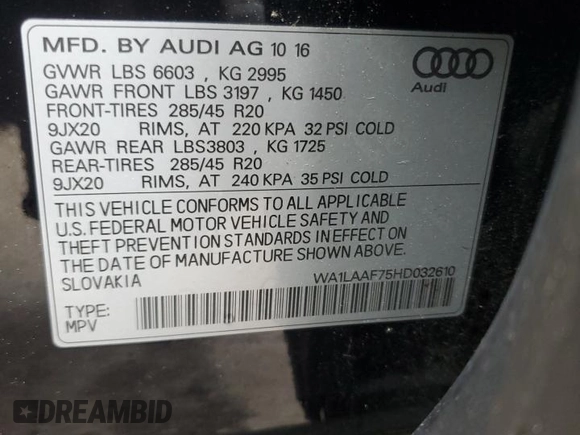 MFD. BY AUDI AG 10 16
GVWR LBS 6603 , KG 2995
GAWR FRONT LBS 3197 , KG 1450
FRONT-TIRES 285/45 R20
9JX20 RIMS, AT 220 KPA 32 PSI COLD
GAWR REAR LBS3803 , KG 1725
REAR-TIRES 285/45 R20
9JX20 RIMS, AT 240 KPA 35 PSI COLD
THIS VEHICLE CONFORMS TO ALL APPLICABLE
U.S. FEDERAL MOTOR VEHICLE SAFETY AND
THEFT PREVENTION STANDARDS IN EFFECT ON
THE DATE OF MANUFACTURE SHOWN ABOVE.
SLOVAKIA WA1LAAF75HD032610
TYPE:
MPV
Audi
DREAMBID